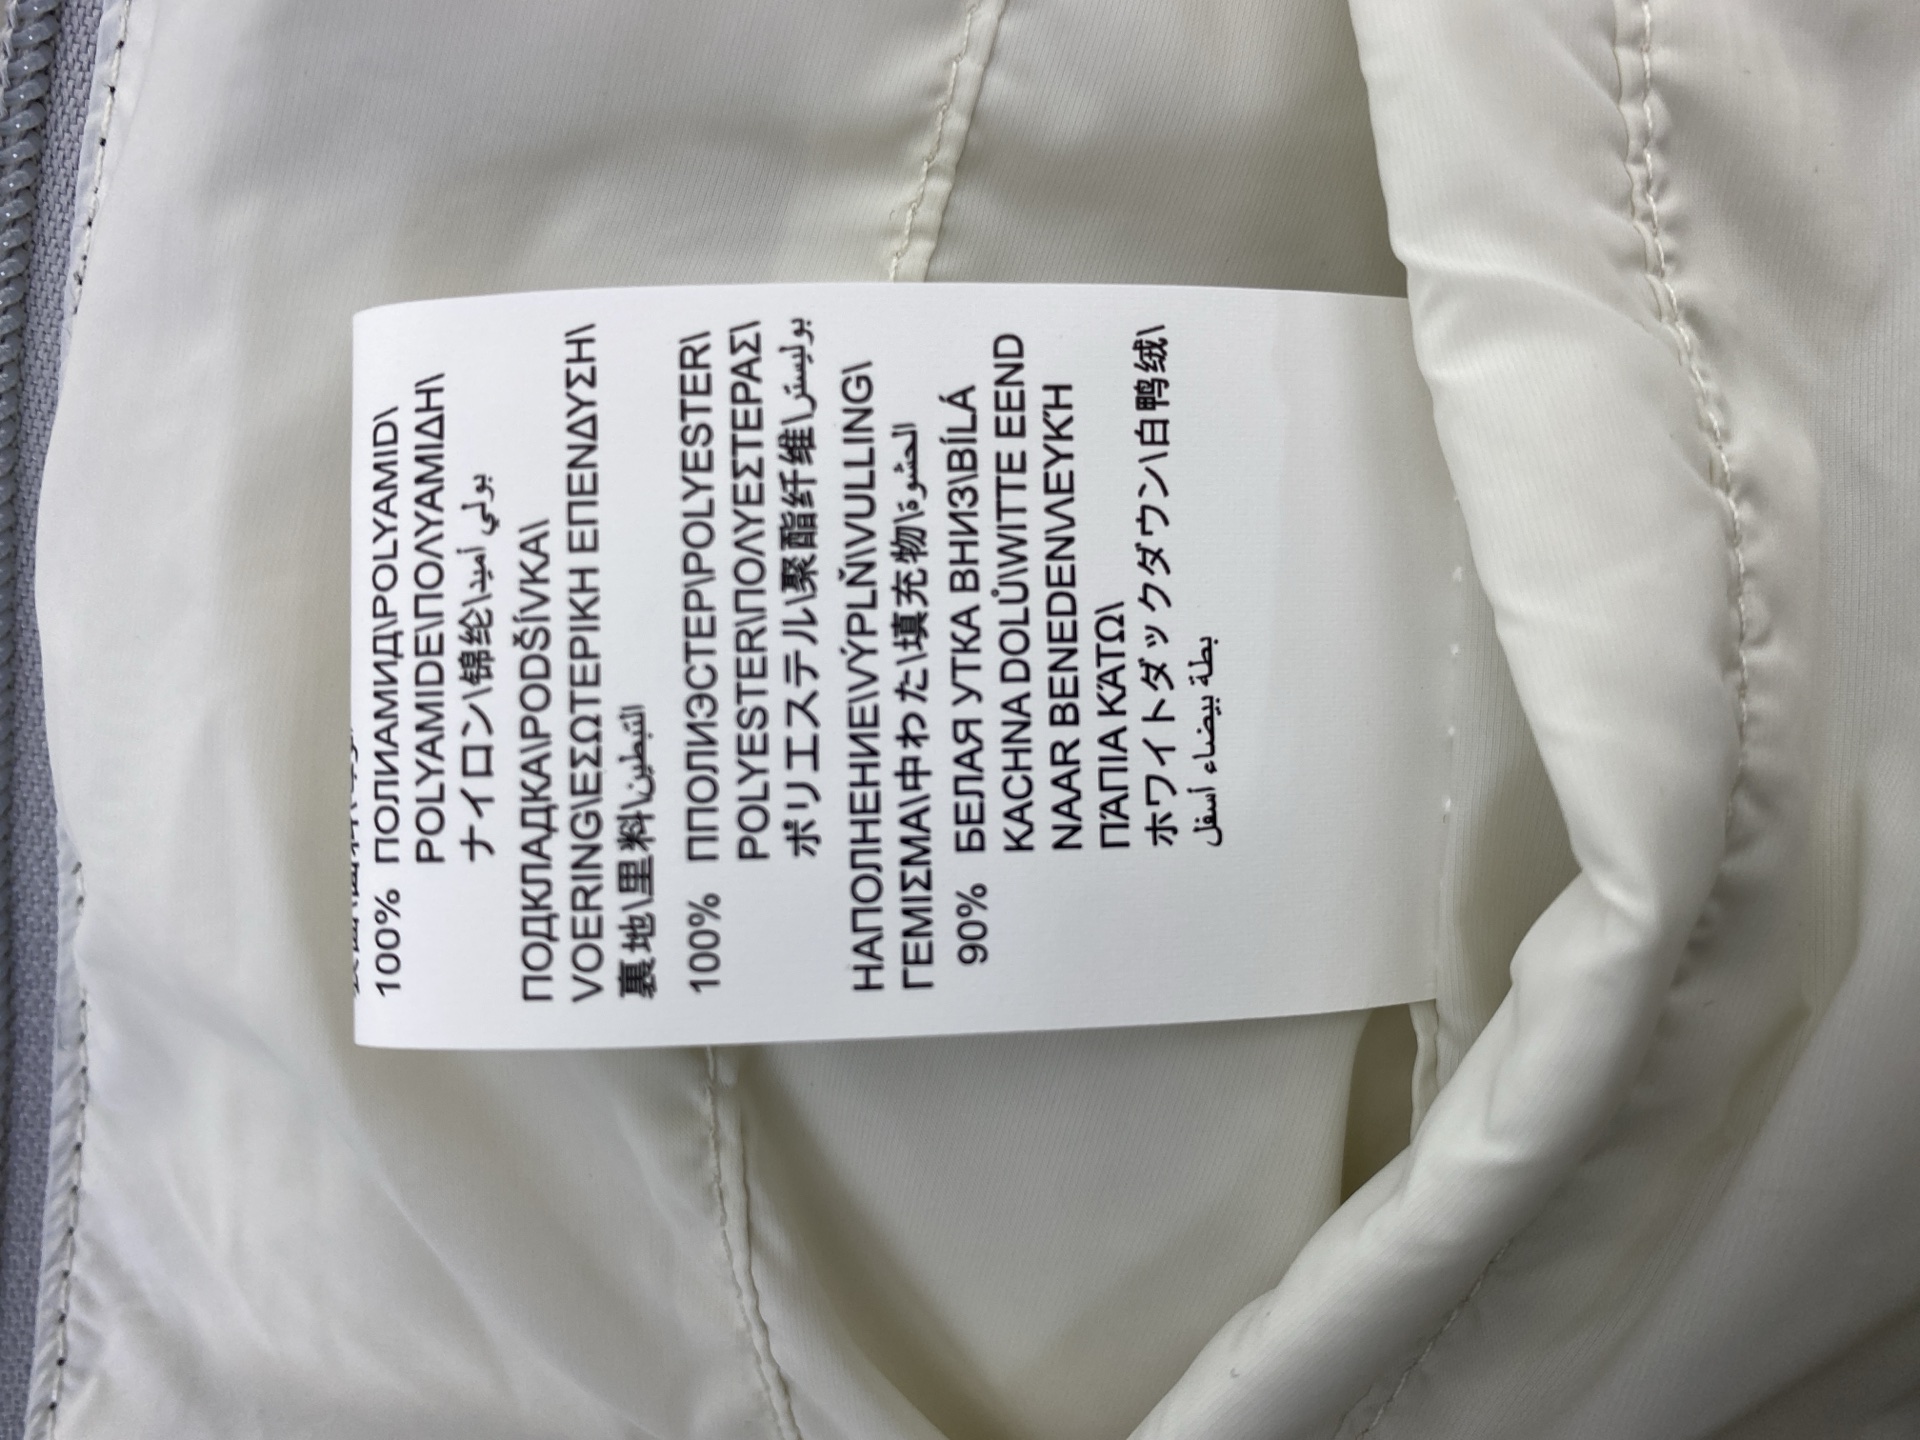 100% ПОЛИАМИД\POLYAMID\
POLYAMIDE\ΠΟΛΥΑΜΙΔΗ\
ナイロン\锦纶\بولي أميد
ПОДКЛАДКА\PODŠÍVKA\
VOERING\ΕΣΩΤΕΡΙΚΗ ΕΠΕΝΔΥΣΗ\
裏地\里料\التبطين
100% ППОЛИЭСТЕР\POLYESTER\
POLYESTER\ΠΟΛΥΕΣΤΕΡΑΣ\
ポリエステル\聚酯纤维\بوليستر
НАПОЛНЕНИЕ\VÝPLŇ\VULLING\
ΓΕΜΙΣΜΑ\中わた\填充物\الحشوة
90% БЕЛАЯ УТКА ВНИЗ\BÍLÁ
KACHNA DOLŮ\WITTE EEND
NAAR BENEDEN\ΛΕΥΚΉ
ΠΆΠΙΑ ΚΆΤΩ\
ホワイトダックダウン\白鸭绒\
بطة بيضاء أسفل